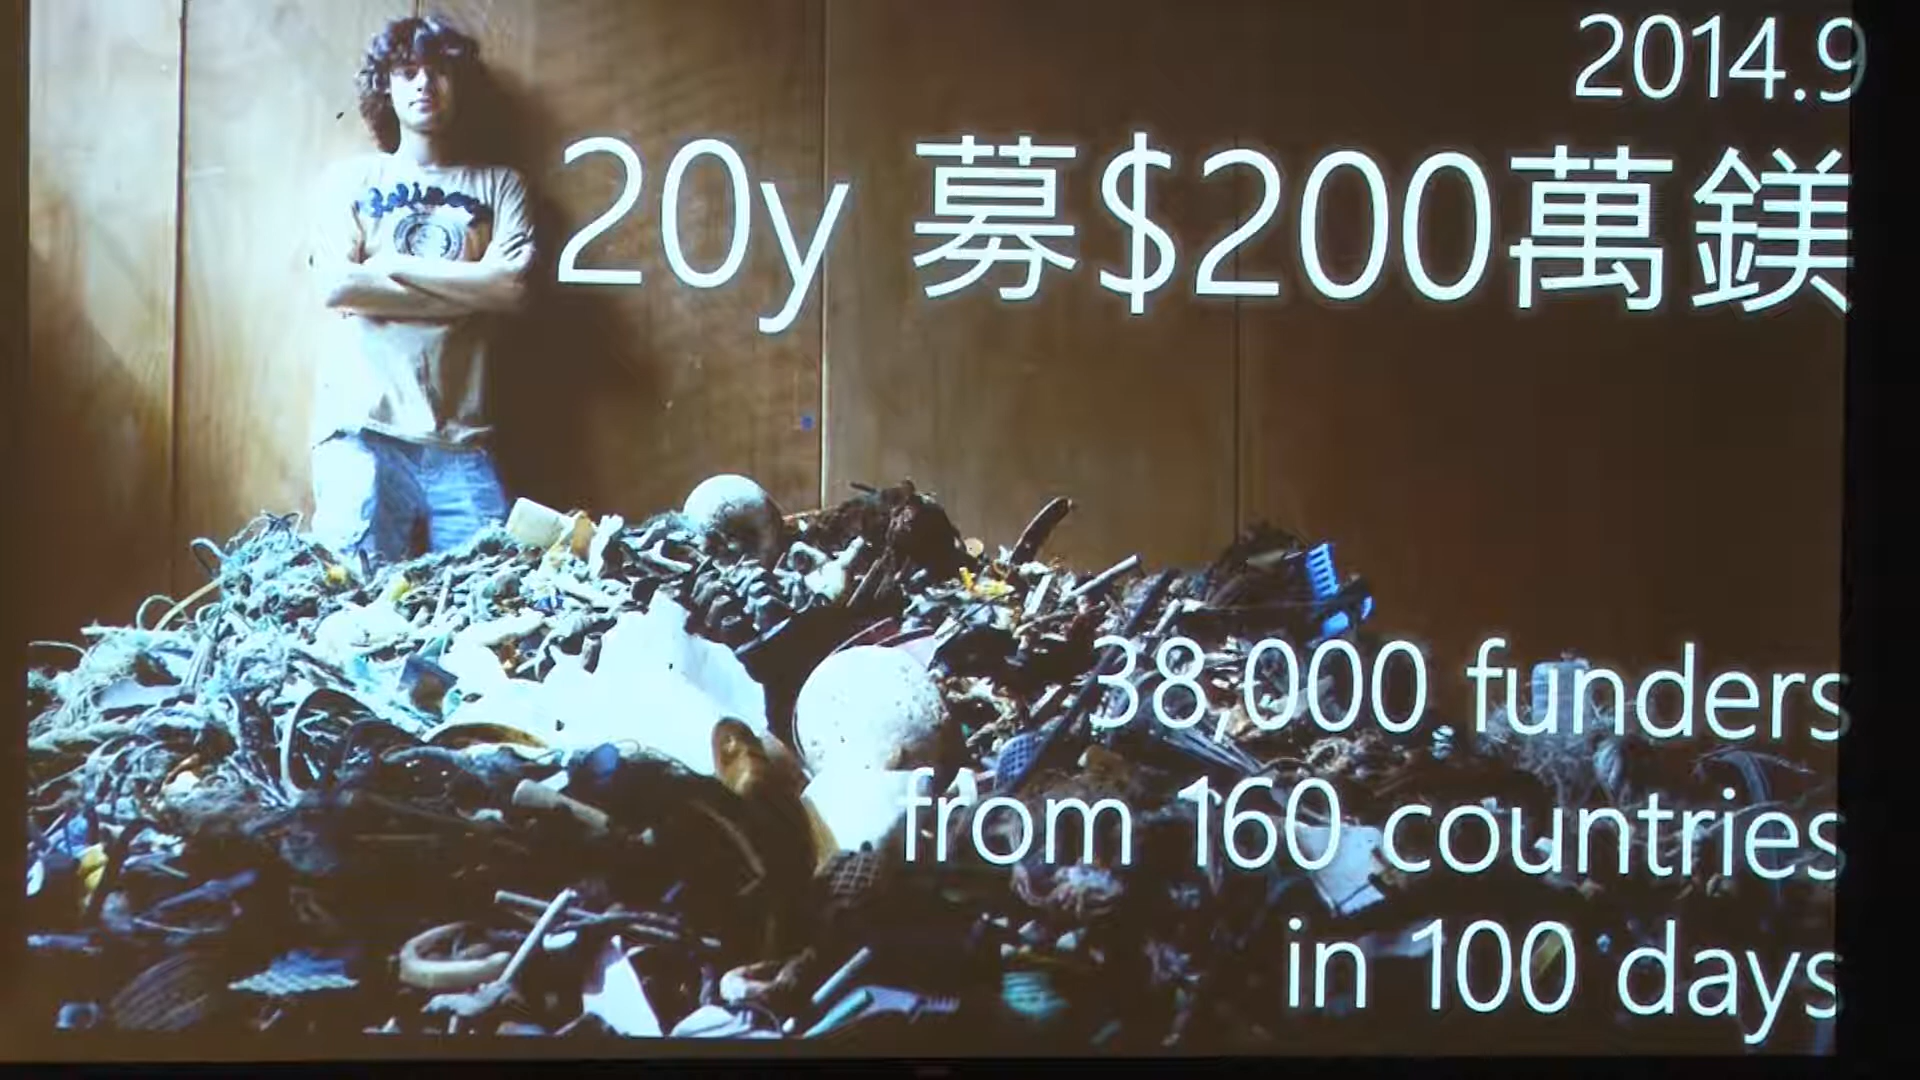 2014.9
20y 募$200萬鎂
38,000 funders
from 160 countries
in 100 days